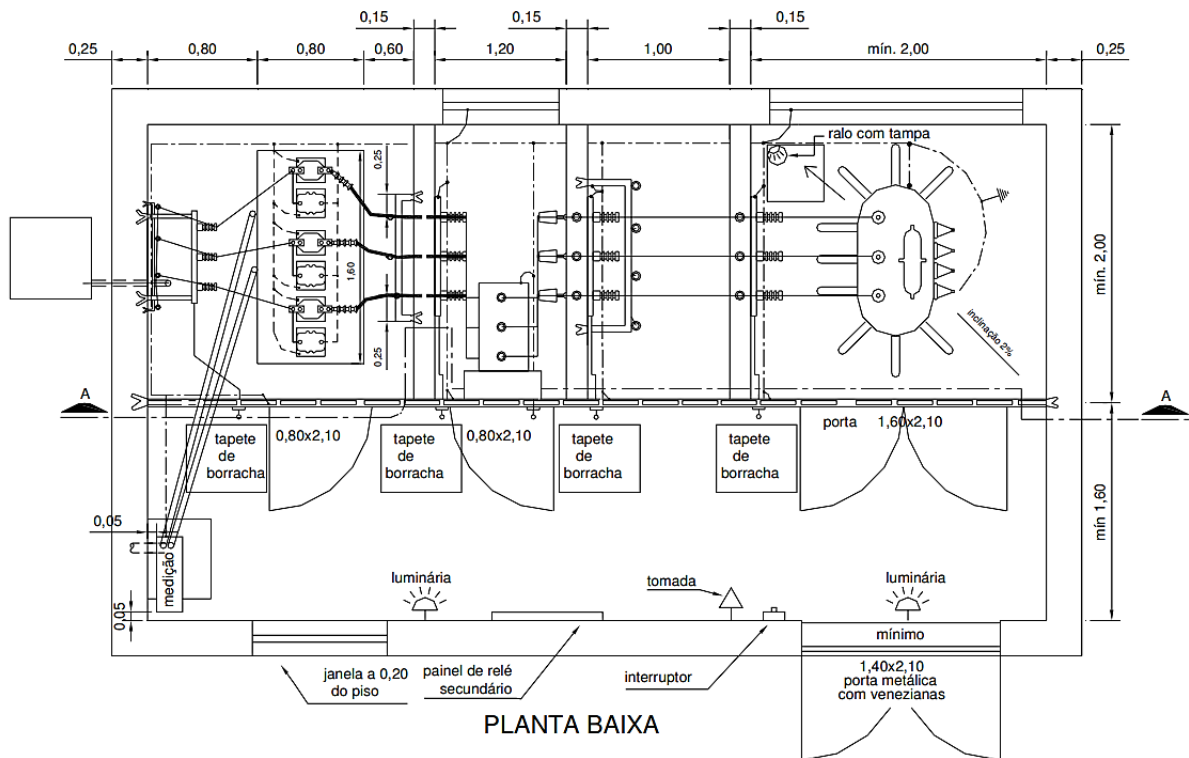 0,15
0,15
0,15
0,25
0,80
0,80
0,60
1,20
1,00
mín. 2,00
0,25
ralo com tampa
0,25
1,60
0,25
inclinação 2%
mín. 2,00
A
A
0,80x2,10
0,80x2,10
porta
1,60x2,10
tapete
de
borracha
tapete
de
borracha
tapete
de
borracha
tapete
de
borracha
mín 1,60
0,05
medição
0,05
luminária
tomada
luminária
mínimo
1,40x2,10
porta metálica
com venezianas
janela a 0,20
do piso
painel de relé
secundário
interruptor
PLANTA BAIXA